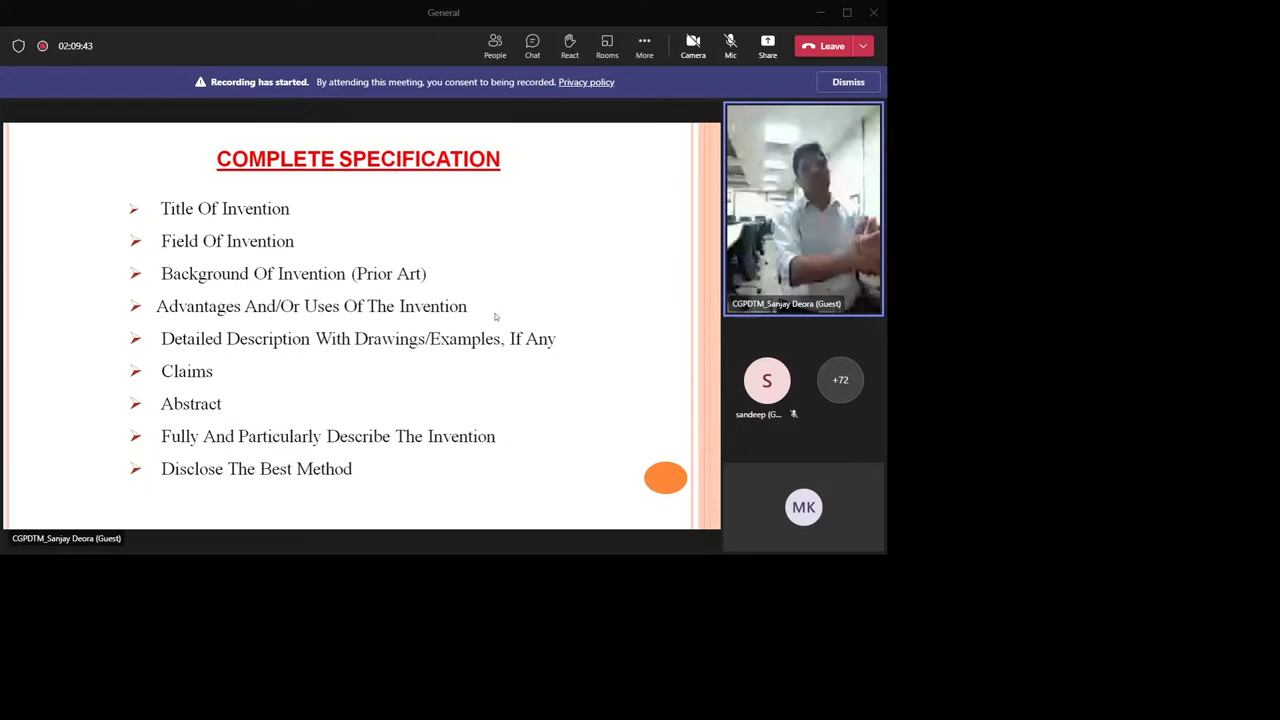 General
02:09:43
People
Chat
React
Rooms
More
Camera
Mic
Share
Leave
Recording has started. By attending this meeting, you consent to being recorded. Privacy policy
Dismiss
COMPLETE SPECIFICATION
Title Of Invention
Field Of Invention
Background Of Invention (Prior Art)
Advantages And/Or Uses Of The Invention
Detailed Description With Drawings/Examples, If Any
Claims
Abstract
Fully And Particularly Describe The Invention
Disclose The Best Method
CGPDTM_Sanjay Deora (Guest)
CGPDTM_Sanjay Deora (Guest)
S
+72
sandeep (G...
MK